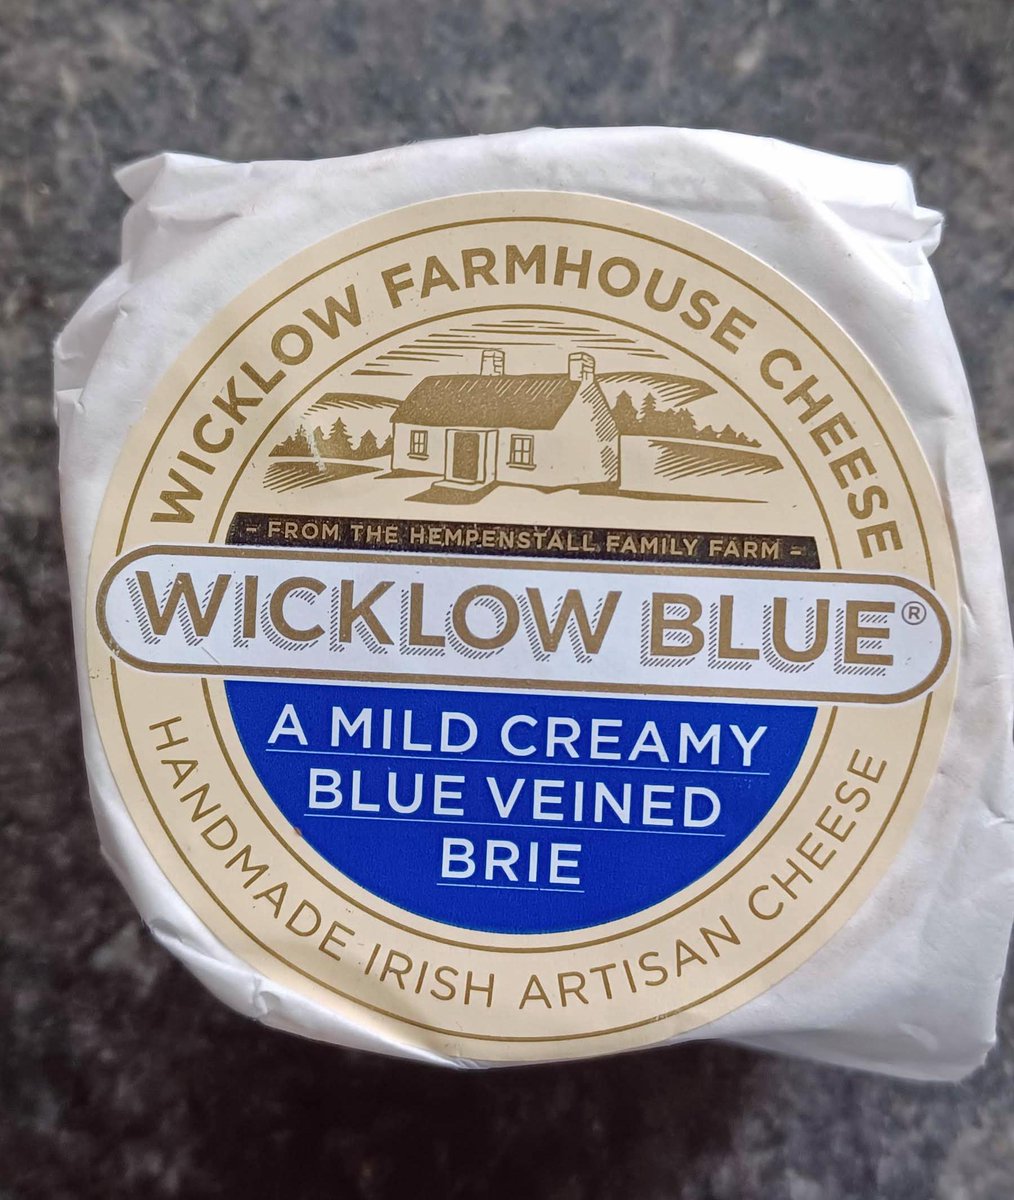 WICKLOW FARMHOUSE CHEESE
- FROM THE HEMPENSTALL FAMILY FARM -
WICKLOW BLUE®
A MILD CREAMY
BLUE VEINED
BRIE
HANDMADE IRISH ARTISAN CHEESE